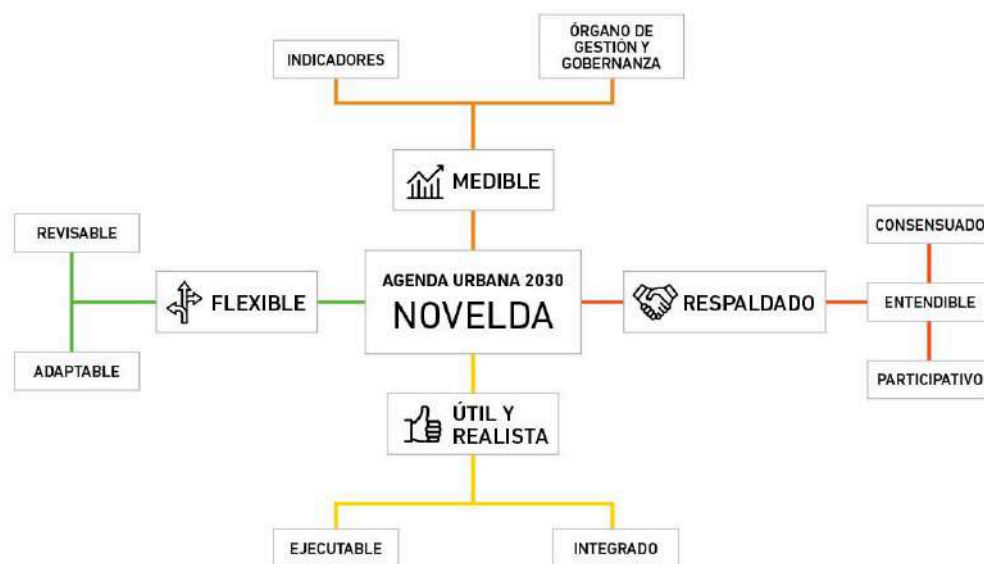 INDICADORES
ÓRGANO DE
GESTIÓN Y
GOBERNANZA
MEDIBLE
REVISABLE
FLEXIBLE
ADAPTABLE
AGENDA URBANA 2030
NOVELDA
RESPALDADO
CONSENSUADO
ENTENDIBLE
PARTICIPATIVO
ÚTIL Y
REALISTA
EJECUTABLE
INTEGRADO